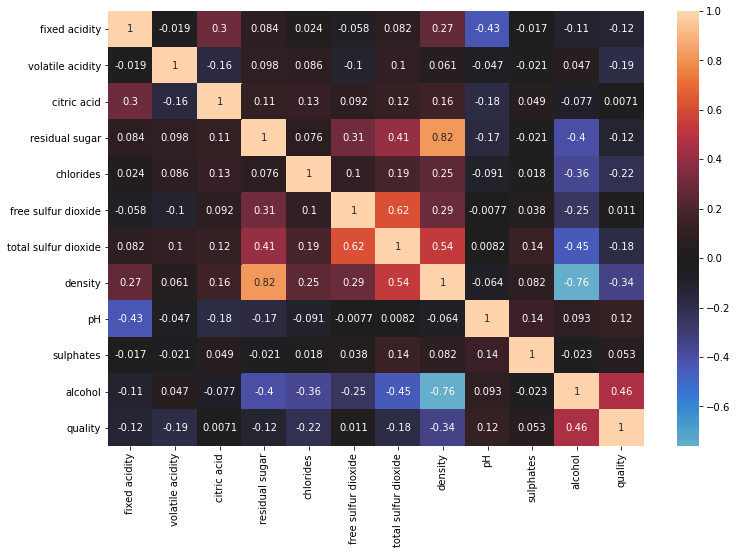 fixed acidity 1 -0.019 0.3 0.084 0.024 -0.058 0.082 0.27 -0.43 -0.017 -0.11 -0.12
volatile acidity -0.019 1 -0.16 0.098 0.086 -0.1 0.1 0.061 -0.047 -0.021 0.047 -0.19
citric acid 0.3 -0.16 1 0.11 0.13 0.092 0.12 0.16 -0.18 0.049 -0.077 0.0071
residual sugar 0.084 0.098 0.11 1 0.076 0.31 0.41 0.82 -0.17 -0.021 -0.4 -0.12
chlorides 0.024 0.086 0.13 0.076 1 0.1 0.19 0.25 -0.091 0.018 -0.36 -0.22
free sulfur dioxide -0.058 -0.1 0.092 0.31 0.1 1 0.62 0.29 -0.0077 0.038 -0.25 0.011
total sulfur dioxide 0.082 0.1 0.12 0.41 0.19 0.62 1 0.54 0.0082 0.14 -0.45 -0.18
density 0.27 0.061 0.16 0.82 0.25 0.29 0.54 1 -0.064 0.082 -0.76 -0.34
pH -0.43 -0.047 -0.18 -0.17 -0.091 -0.0077 0.0082 -0.064 1 0.14 0.093 0.12
sulphates -0.017 -0.021 0.049 -0.021 0.018 0.038 0.14 0.082 0.14 1 -0.023 0.053
alcohol -0.11 0.047 -0.077 -0.4 -0.36 -0.25 -0.45 -0.76 0.093 -0.023 1 0.46
quality -0.12 -0.19 0.0071 -0.12 -0.22 0.011 -0.18 -0.34 0.12 0.053 0.46 1
fixed acidity
volatile acidity
citric acid
residual sugar
chlorides
free sulfur dioxide
total sulfur dioxide
density
pH
sulphates
alcohol
quality
1.0
0.8
0.6
0.4
0.2
0.0
−0.2
−0.4
−0.6